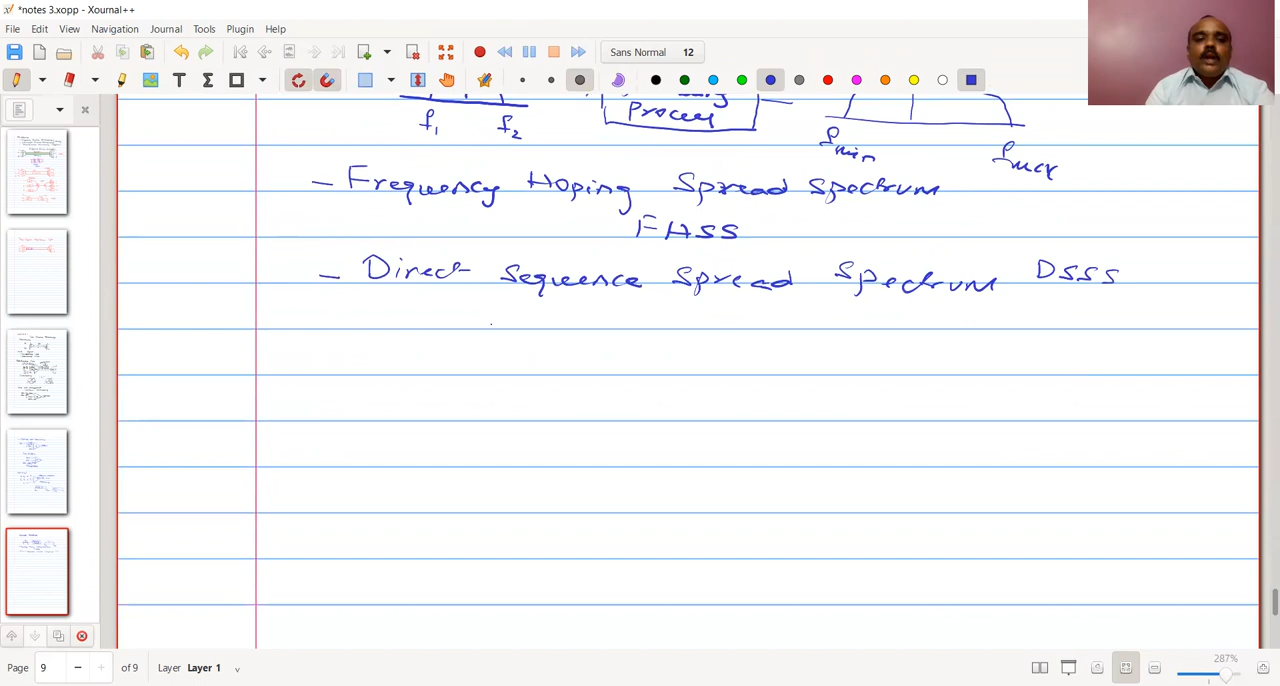 *notes 3.xopp - Xournal++
File Edit View Navigation Journal Tools Plugin Help
Sans Normal 12
f1 f2
Process
fmin fmax
- Frequency Hoping Spread Spectrum
FHSS
- Direct Sequence Spread Spectrum DSSS
Page 9 of 9 Layer Layer 1
287%